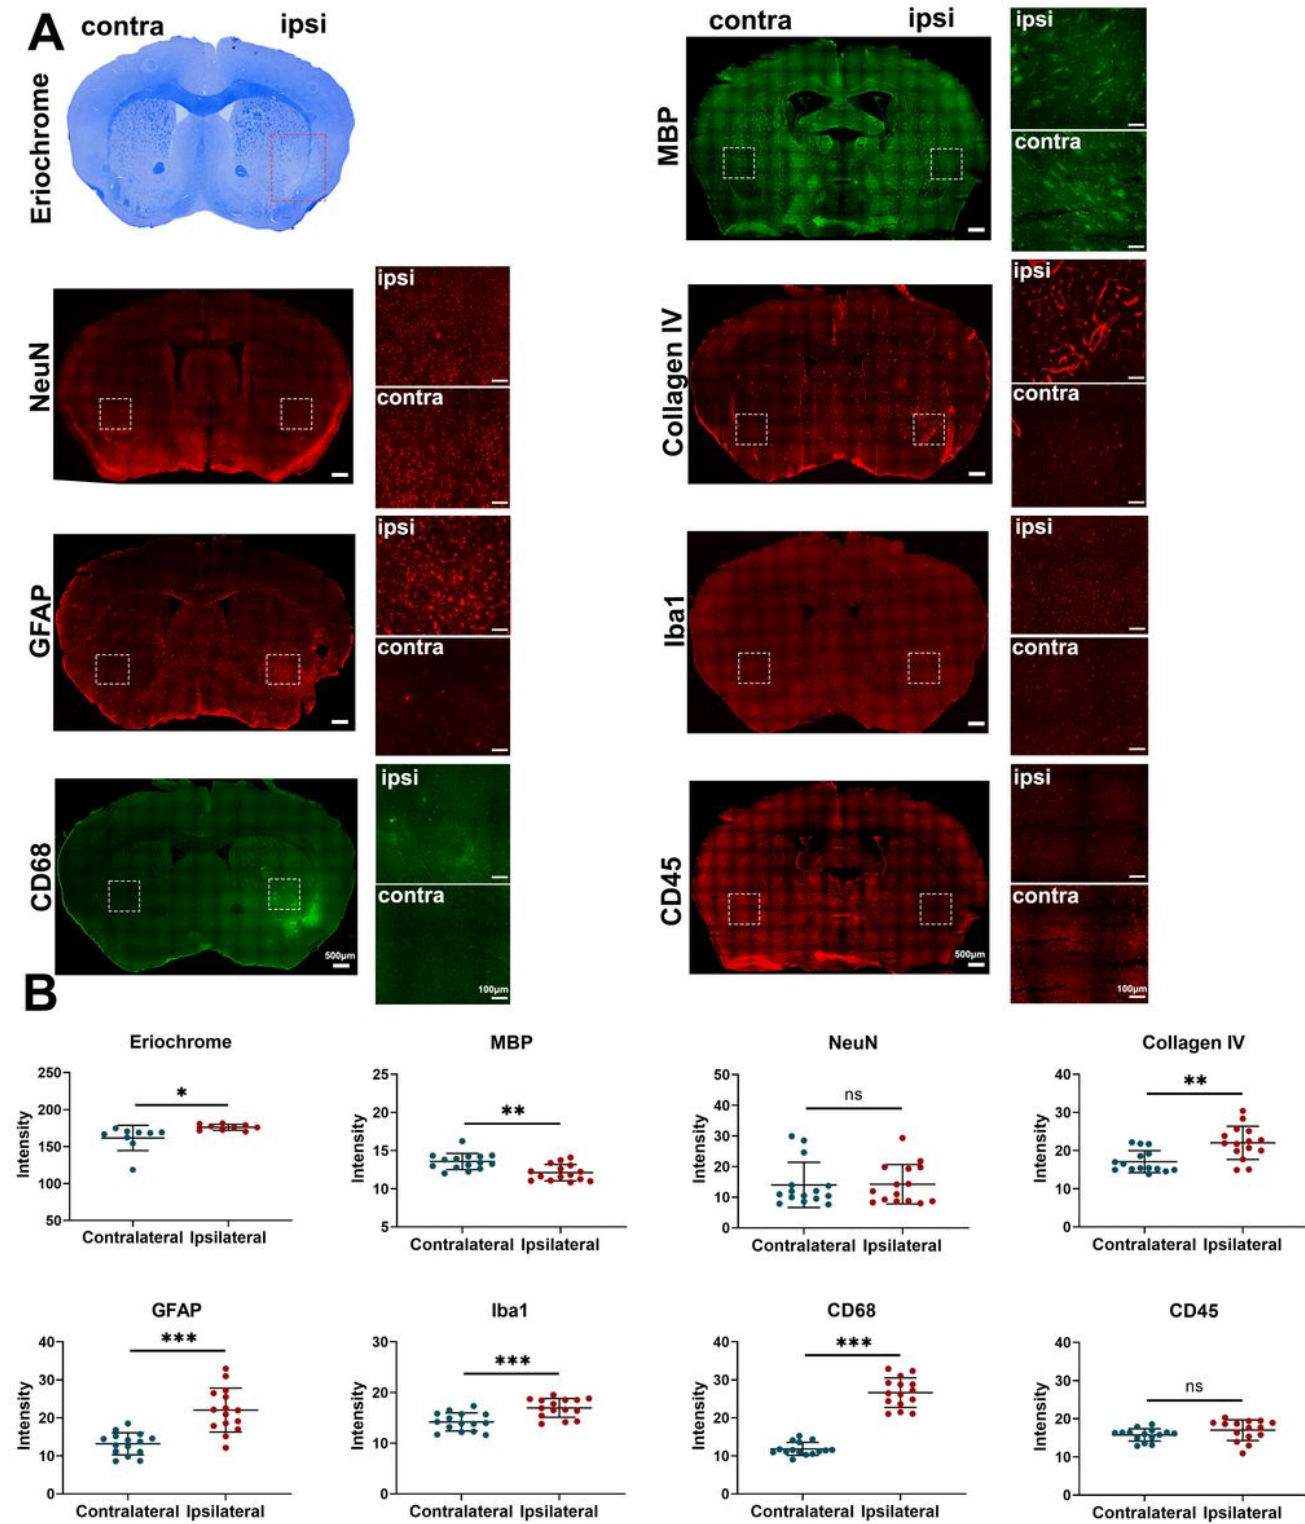 A
contra ipsi
Eriochrome
contra ipsi
MBP
ipsi
contra
NeuN
ipsi
contra
Collagen IV
ipsi
contra
GFAP
ipsi
contra
Iba1
ipsi
contra
CD68
500µm
ipsi
contra
100µm
CD45
500µm
ipsi
contra
100µm
B
Eriochrome
250
200
150
100
50
Intensity
*
Contralateral Ipsilateral
MBP
25
20
15
10
5
Intensity
**
Contralateral Ipsilateral
NeuN
50
40
30
20
10
0
Intensity
ns
Contralateral Ipsilateral
Collagen IV
40
30
20
10
0
Intensity
**
Contralateral Ipsilateral
GFAP
40
30
20
10
0
Intensity
***
Contralateral Ipsilateral
Iba1
30
20
10
0
Intensity
***
Contralateral Ipsilateral
CD68
40
30
20
10
0
Intensity
***
Contralateral Ipsilateral
CD45
40
30
20
10
0
Intensity
ns
Contralateral Ipsilateral